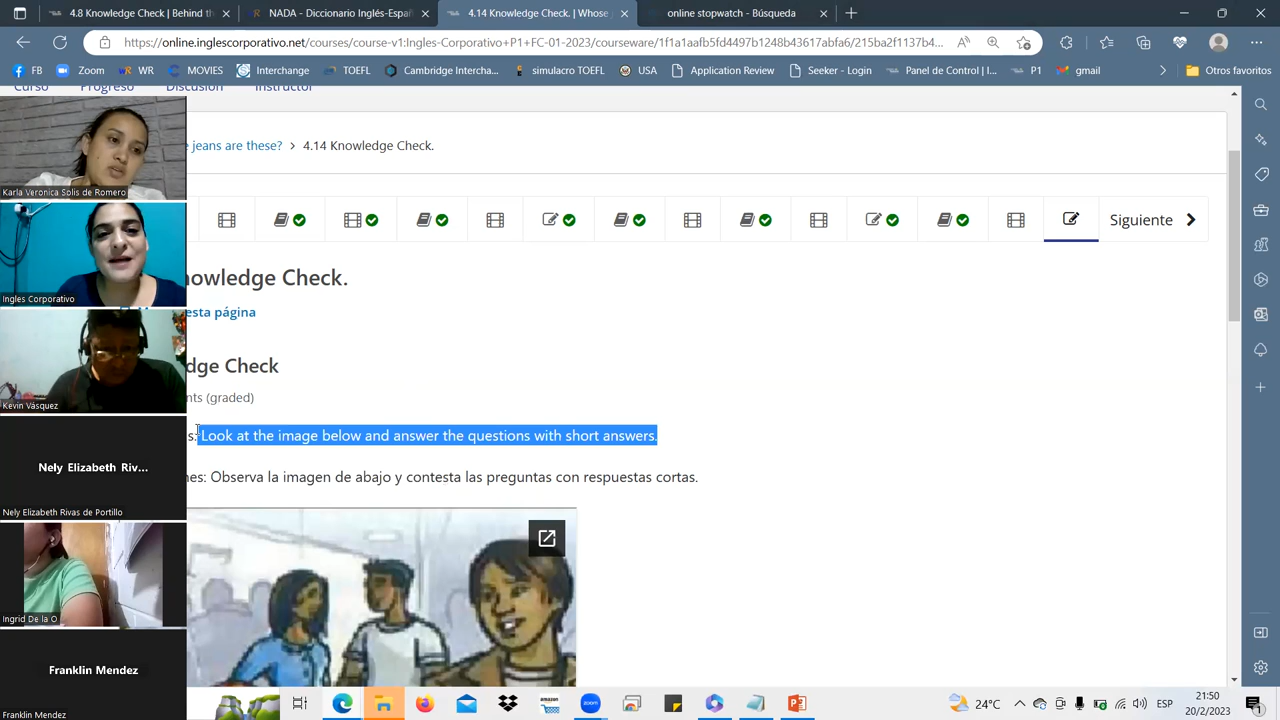 4.8 Knowledge Check | Behind th
NADA - Diccionario Inglés-Españ
4.14 Knowledge Check. | Whose
online stopwatch - Búsqueda
https://online.inglescorporativo.net/courses/course-v1:Ingles-Corporativo+P1+FC-01-2023/courseware/1f1a1aafb5fd4497b1248b43617abfa6/215ba2f1137b4...
FB
Zoom
WR
MOVIES
Interchange
TOEFL
Cambridge Intercha...
simulacro TOEFL
USA
Application Review
Seeker - Login
Panel de Control | I...
P1
gmail
Otros favoritos
Curso
Progreso
Discusión
Instructor
e jeans are these? > 4.14 Knowledge Check.
Siguiente
nowledge Check.
esta página
dge Check
nts (graded)
s: Look at the image below and answer the questions with short answers.
nes: Observa la imagen de abajo y contesta las preguntas con respuestas cortas.
Karla Veronica Solis de Romero
Ingles Corporativo
Kevin Vásquez
Nely Elizabeth Riv...
Nely Elizabeth Rivas de Portillo
Ingrid De la O
Franklin Mendez
Franklin Mendez
amazon
24°C
ESP
21:50
20/2/2023
1